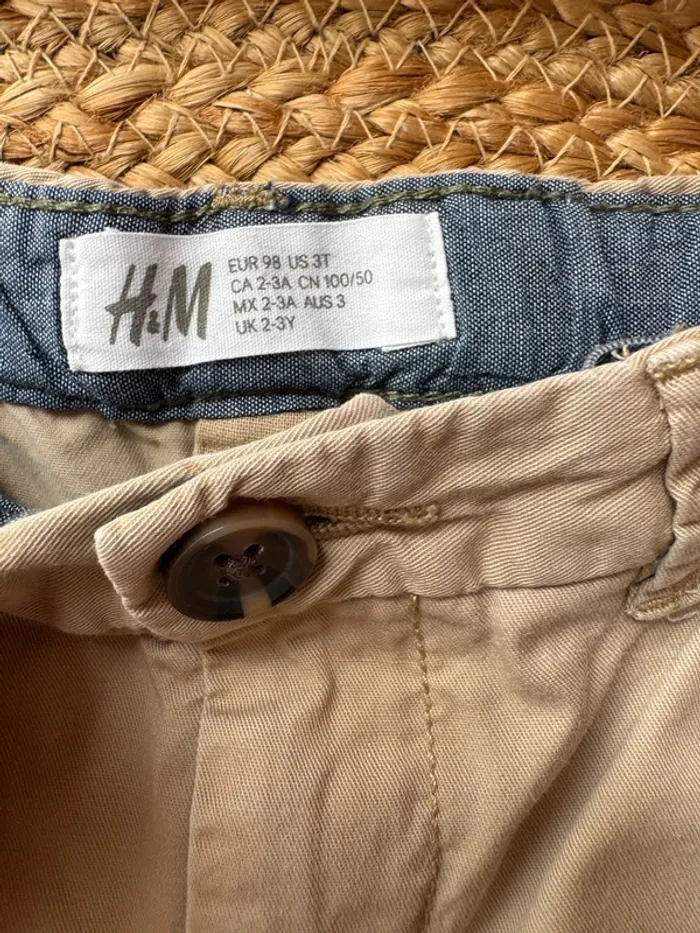 H&M
EUR 98 US 3T
CA 2-3A CN 100/50
MX 2-3A AUS 3
UK 2-3Y